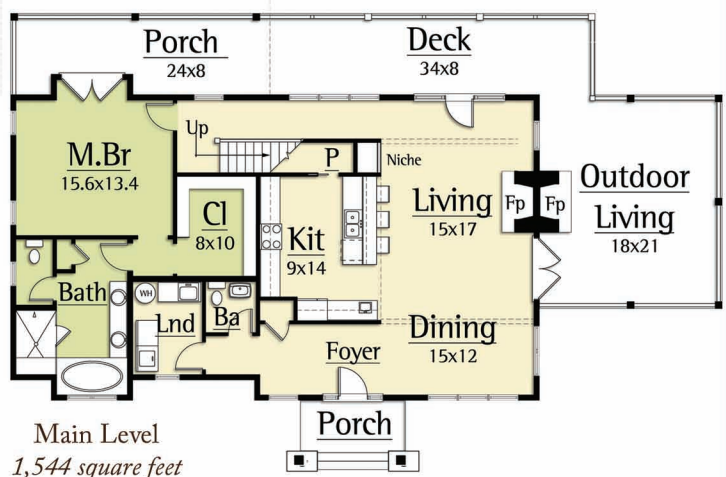 Porch
24x8
Deck
34x8
Up
P
Niche
M.Br
15.6x13.4
Cl
8x10
Kit
9x14
Living
15x17
Fp
Fp
Outdoor
Living
18x21
Bath
WH
Lnd
Ba
Foyer
Dining
15x12
Porch
Main Level
1,544 square feet